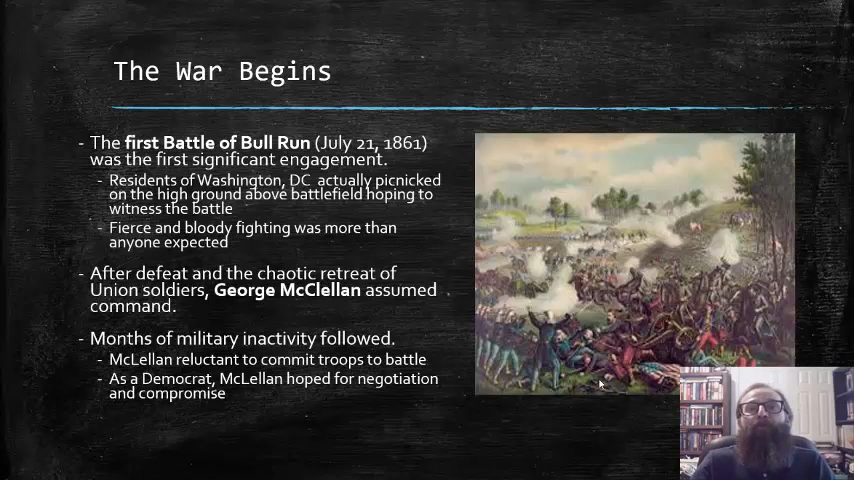 The War Begins
- The first Battle of Bull Run (July 21, 1861)
was the first significant engagement.
- Residents of Washington, DC actually picnicked
on the high ground above battlefield hoping to
witness the battle
- Fierce and bloody fighting was more than
anyone expected
- After defeat and the chaotic retreat of
Union soldiers, George McClellan assumed
command.
- Months of military inactivity followed.
- McLellan reluctant to commit troops to battle
- As a Democrat, McLellan hoped for negotiation
and compromise